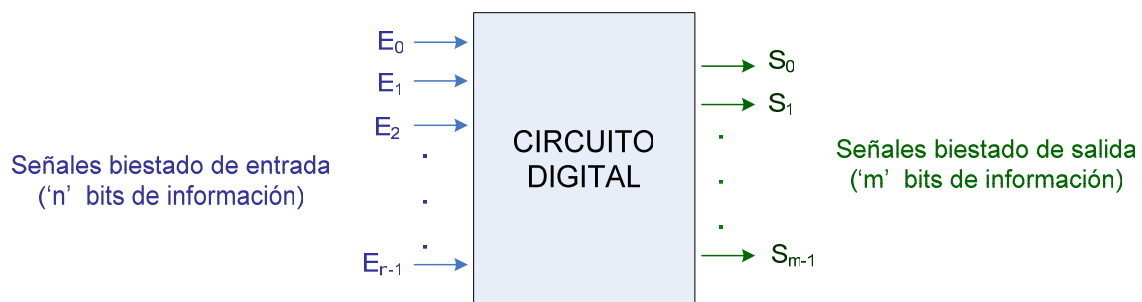 E0
E1
E2
Er-1
Señales biestado de entrada
(‘n’ bits de información)
CIRCUITO
DIGITAL
S0
S1
Sm-1
Señales biestado de salida
(‘m’ bits de información)